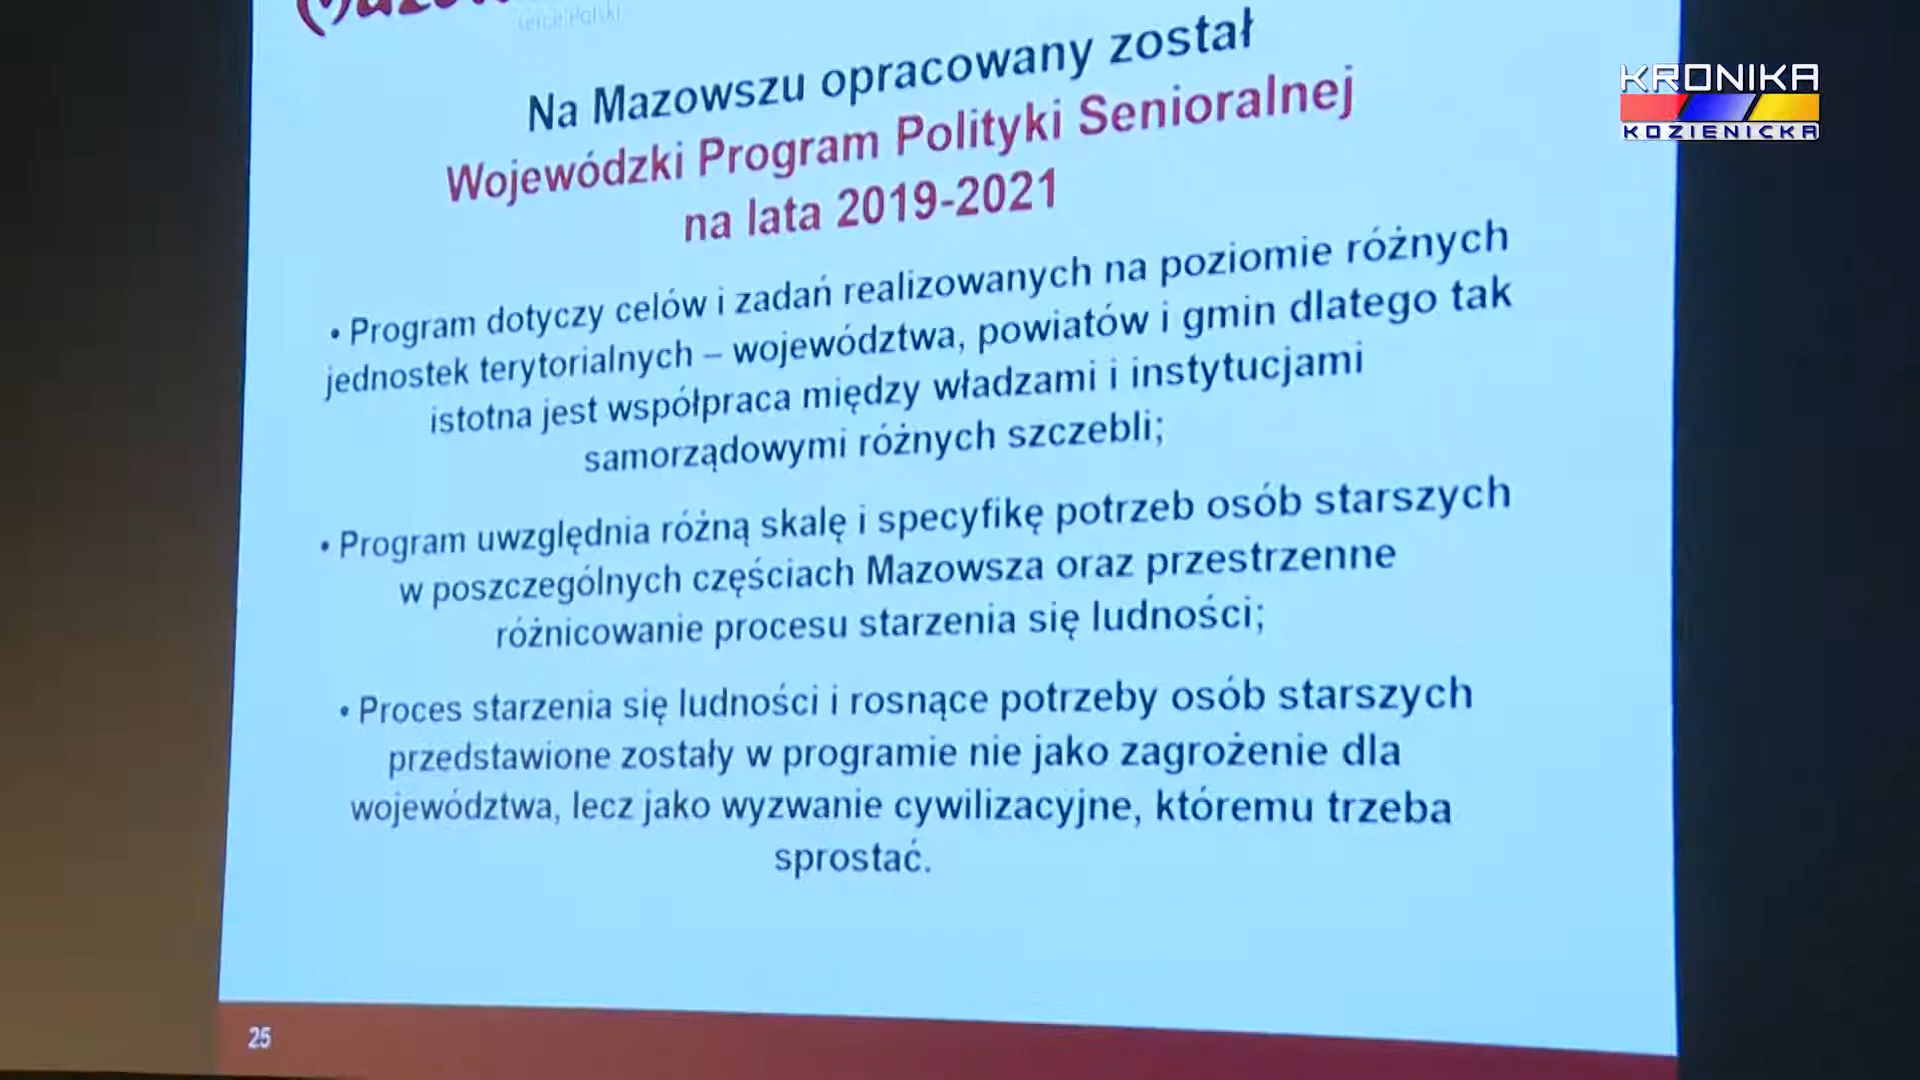 serce Polski
KRONIKA
KOZIENICKA
Na Mazowszu opracowany został
Wojewódzki Program Polityki Senioralnej
na lata 2019-2021
• Program dotyczy celów i zadań realizowanych na poziomie różnych
jednostek terytorialnych – województwa, powiatów i gmin dlatego tak
istotna jest współpraca między władzami i instytucjami
samorządowymi różnych szczebli;
• Program uwzględnia różną skalę i specyfikę potrzeb osób starszych
w poszczególnych częściach Mazowsza oraz przestrzenne
różnicowanie procesu starzenia się ludności;
• Proces starzenia się ludności i rosnące potrzeby osób starszych
przedstawione zostały w programie nie jako zagrożenie dla
województwa, lecz jako wyzwanie cywilizacyjne, któremu trzeba
sprostać.
25